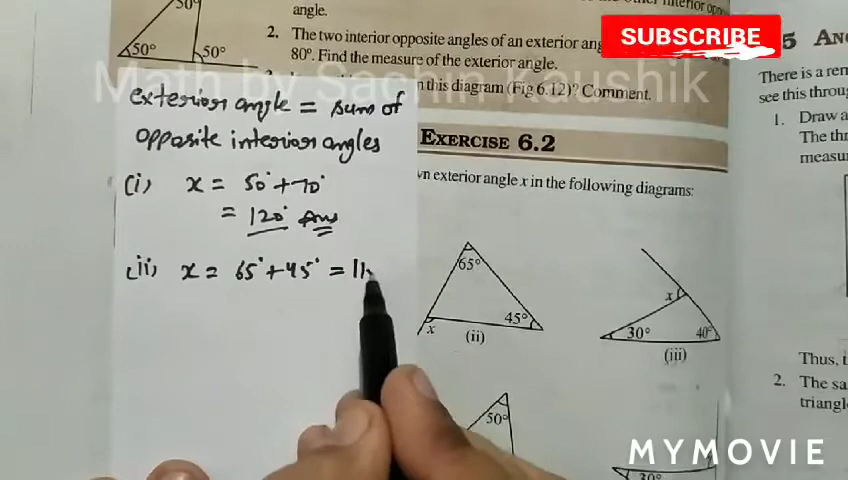 50°
50°
50°
angle.
2. The two interior opposite angles of an exterior ang
80°. Find the measure of the exterior angle.
n this diagram (Fig 6.12)? Comment.
SUBSCRIBE
Math by Sachin Kaushik
exterior angle = sum of
opposite interior angles
(i) x = 50° + 70°
= 120° Ans
(ii) x = 65° + 45° = 11
EXERCISE 6.2
wn exterior angle x in the following diagrams:
65°
45°
x
(ii)
x
30°
40°
(iii)
50°
30°
5 AN
There is a rem
see this throu
1. Draw a
The thr
measu
Thus, i
2. The sa
triangl
MYMOVIE